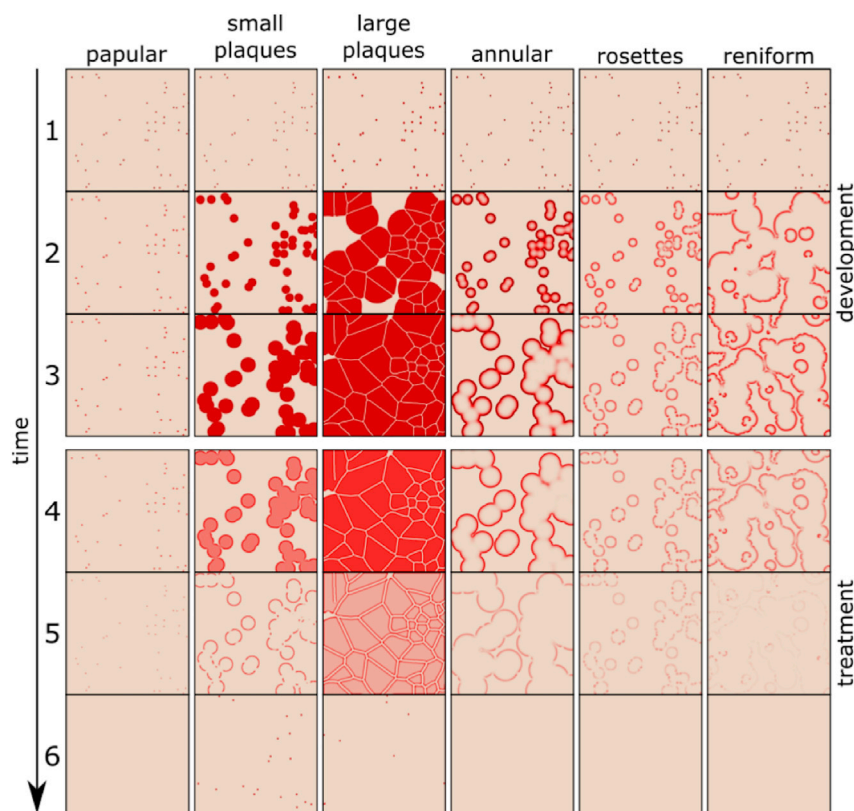 papular
small
plaques
large
plaques
annular
rosettes
reniform
time
1
2
3
4
5
6
development
treatment